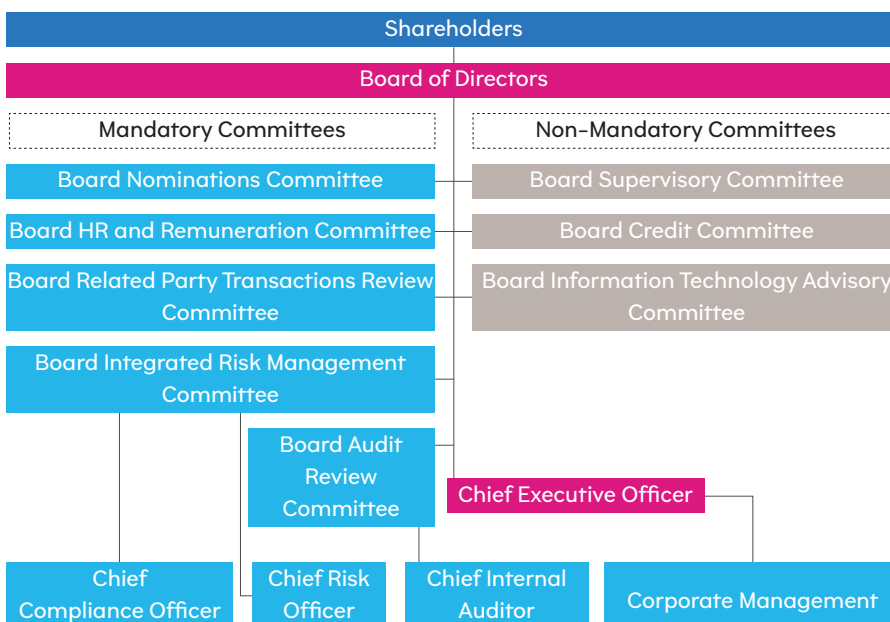 Shareholders
Board of Directors
Mandatory Committees
Non-Mandatory Committees
Board Nominations Committee
Board Supervisory Committee
Board HR and Remuneration Committee
Board Credit Committee
Board Related Party Transactions Review
Committee
Board Information Technology Advisory
Committee
Board Integrated Risk Management
Committee
Board Audit
Review
Committee
Chief Executive Officer
Chief
Compliance Officer
Chief Risk
Officer
Chief Internal
Auditor
Corporate Management